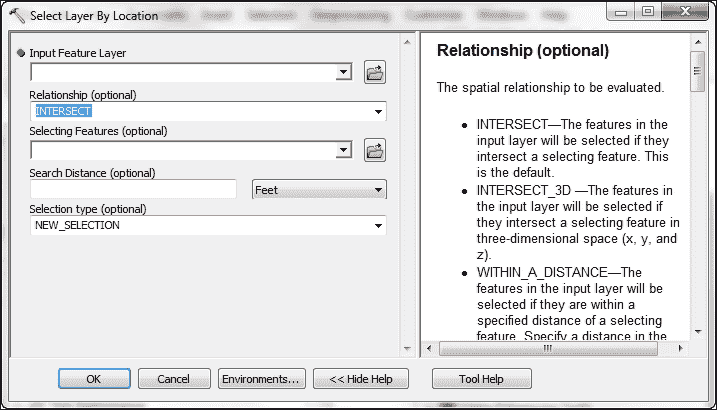 Select Layer By Location
Input Feature Layer
Relationship (optional)
INTERSECT
Selecting Features (optional)
Search Distance (optional)
Feet
Selection type (optional)
NEW_SELECTION
Relationship (optional)
The spatial relationship to be evaluated.
• INTERSECT—The features in the
input layer will be selected if they
intersect a selecting feature. This
is the default.
• INTERSECT_3D —The features in
the input layer will be selected if
they intersect a selecting feature in
three-dimensional space (x, y, and
z).
• WITHIN_A_DISTANCE—The
features in the input layer will be
selected if they are within a
specified distance of a selecting
feature. Specify a distance in the
OK
Cancel
Environments...
<< Hide Help
Tool Help